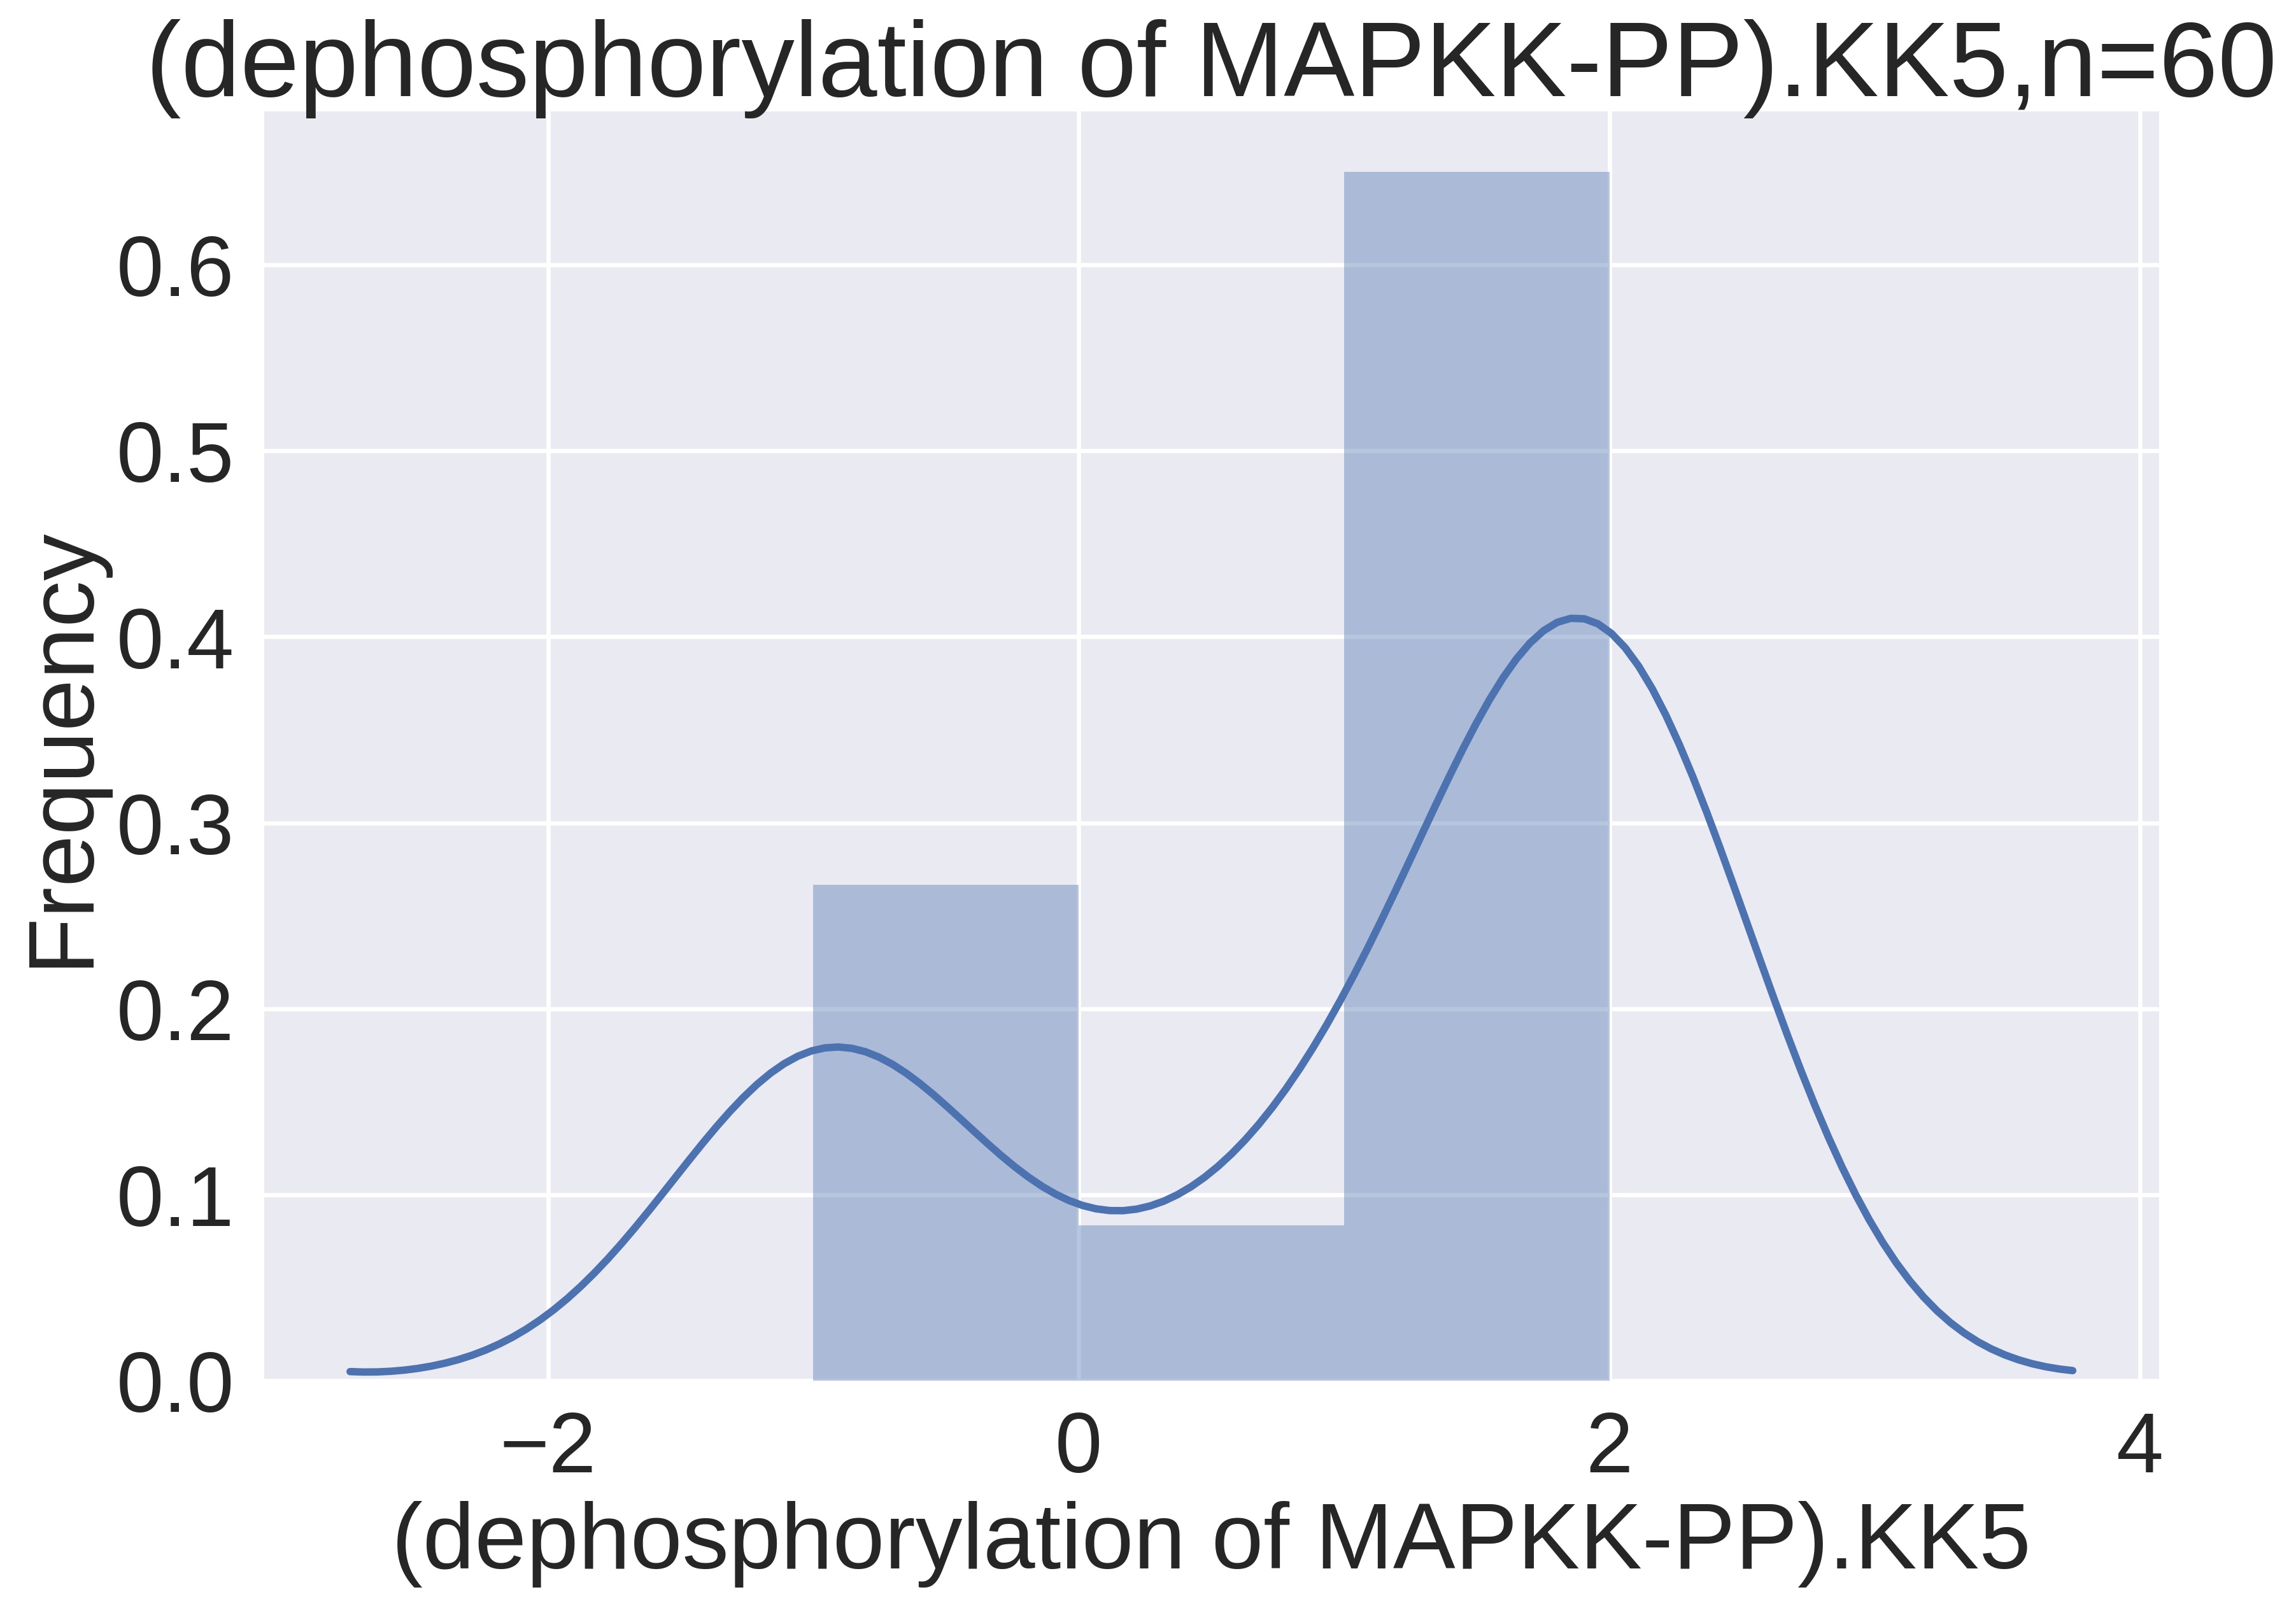 (dephosphorylation of MAPKK-PP).KK5,n=60
Frequency
0.6
0.5
0.4
0.3
0.2
0.1
0.0
−2 0 2 4
(dephosphorylation of MAPKK-PP).KK5